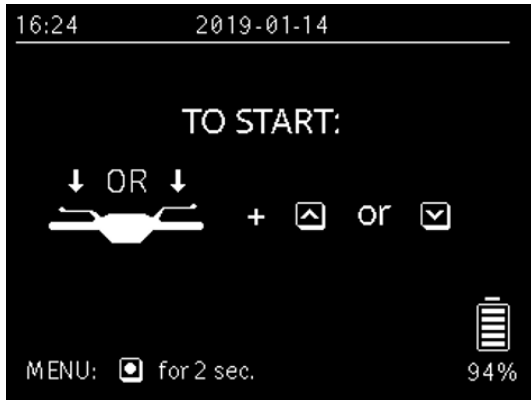 16:24 2019-01-14
TO START:
OR
+ or
94%
MENU: for 2 sec.